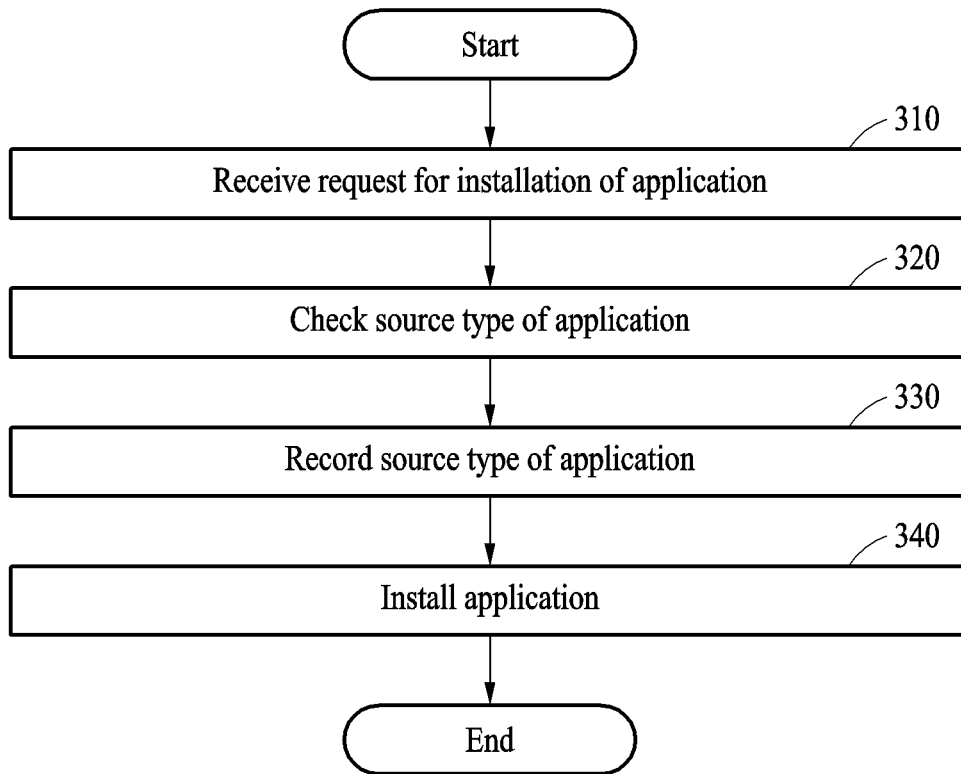 Start
310
Receive request for installation of application
320
Check source type of application
330
Record source type of application
340
Install application
End